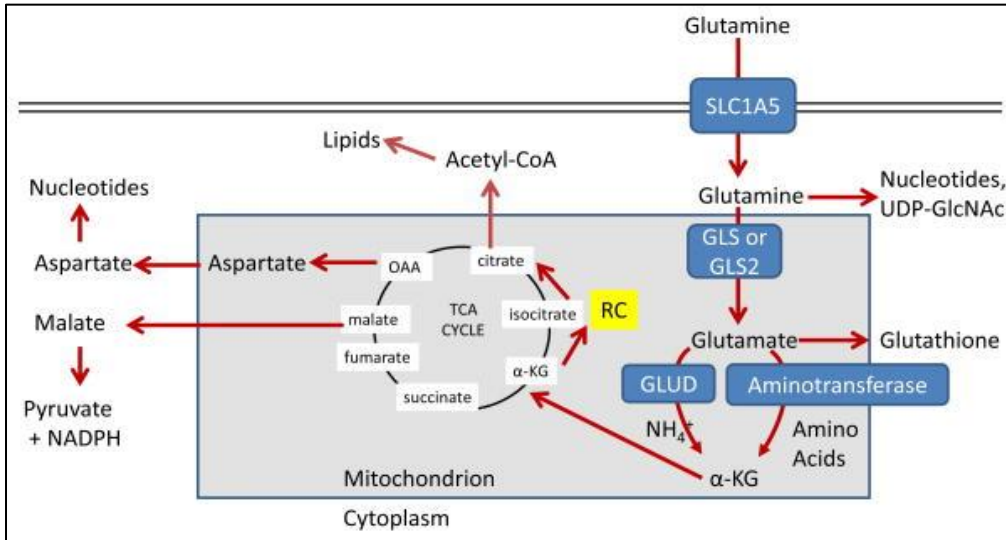 Glutamine
SLC1A5
Lipids
Acetyl-CoA
Nucleotides
Glutamine
Nucleotides,
UDP-GlcNAc
GLS or
GLS2
Aspartate
Aspartate
OAA
citrate
Malate
malate
TCA
CYCLE
isocitrate
RC
fumarate
α-KG
succinate
Glutamate
Glutathione
GLUD
Aminotransferase
Pyruvate
+ NADPH
NH₄⁺
Amino
Acids
α-KG
Mitochondrion
Cytoplasm